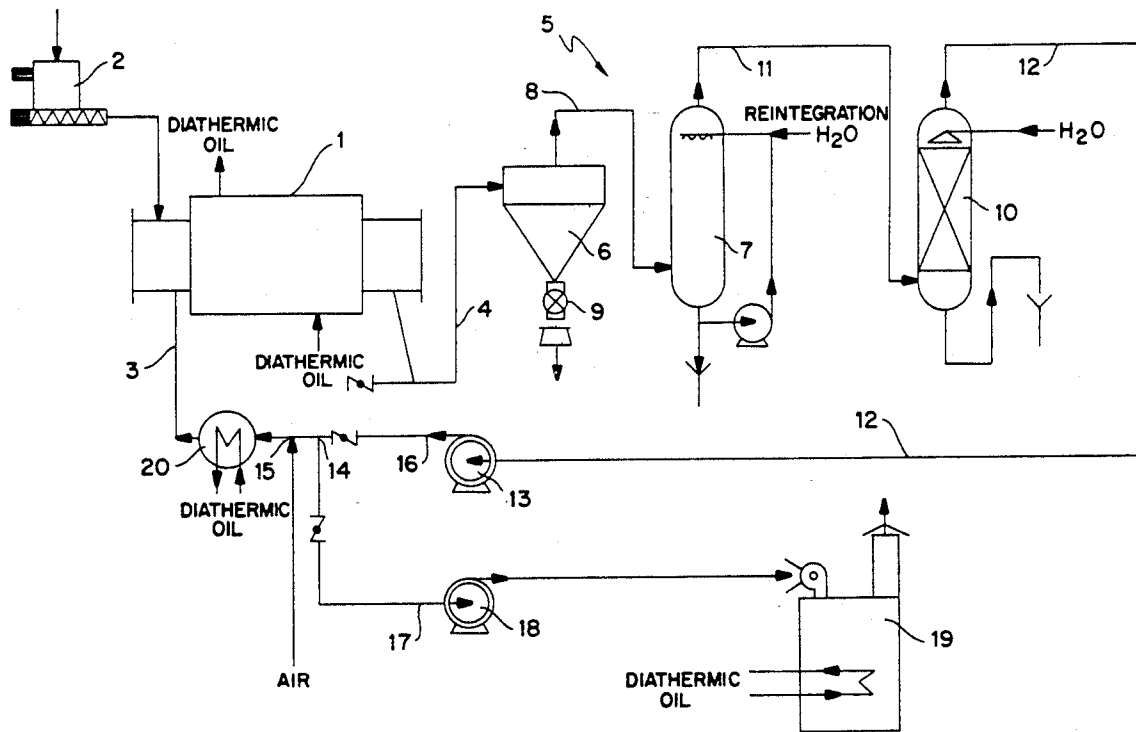 5
2
11
12
8
DIATHERMIC
OIL
REINTEGRATION
H2O
H2O
1
10
6
7
9
4
3
DIATHERMIC
OIL
12
16
20
15
14
13
DIATHERMIC
OIL
17
18
19
AIR
DIATHERMIC
OIL